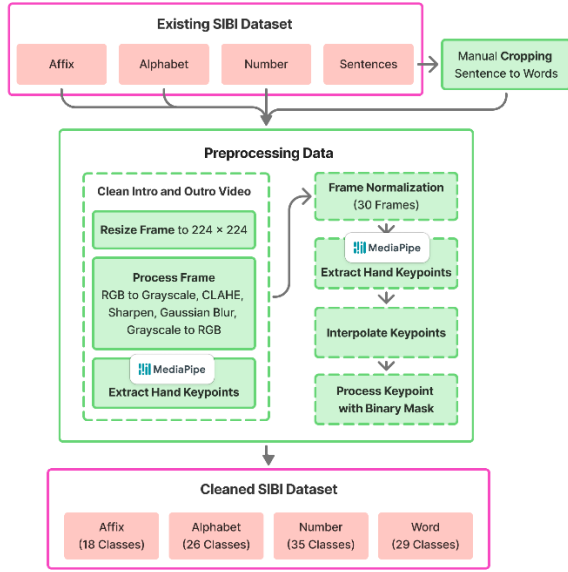 Existing SIBI Dataset
Affix
Alphabet
Number
Sentences
Manual Cropping
Sentence to Words
Preprocessing Data
Clean Intro and Outro Video
Resize Frame to 224 × 224
Process Frame
RGB to Grayscale, CLAHE,
Sharpen, Gaussian Blur,
Grayscale to RGB
MediaPipe
Extract Hand Keypoints
Frame Normalization
(30 Frames)
MediaPipe
Extract Hand Keypoints
Interpolate Keypoints
Process Keypoint
with Binary Mask
Cleaned SIBI Dataset
Affix
(18 Classes)
Alphabet
(26 Classes)
Number
(35 Classes)
Word
(29 Classes)